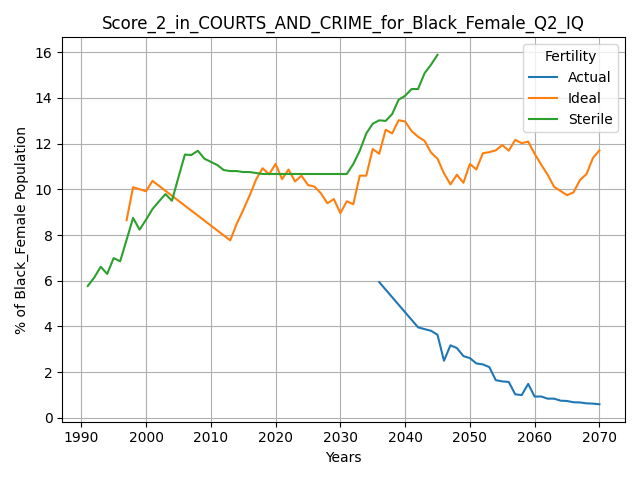 Score_2_in_COURTS_AND_CRIME_for_Black_Female_Q2_IQ
Fertility
Actual
Ideal
Sterile
% of Black_Female Population
16
14
12
10
8
6
4
2
0
1990 2000 2010 2020 2030 2040 2050 2060 2070
Years